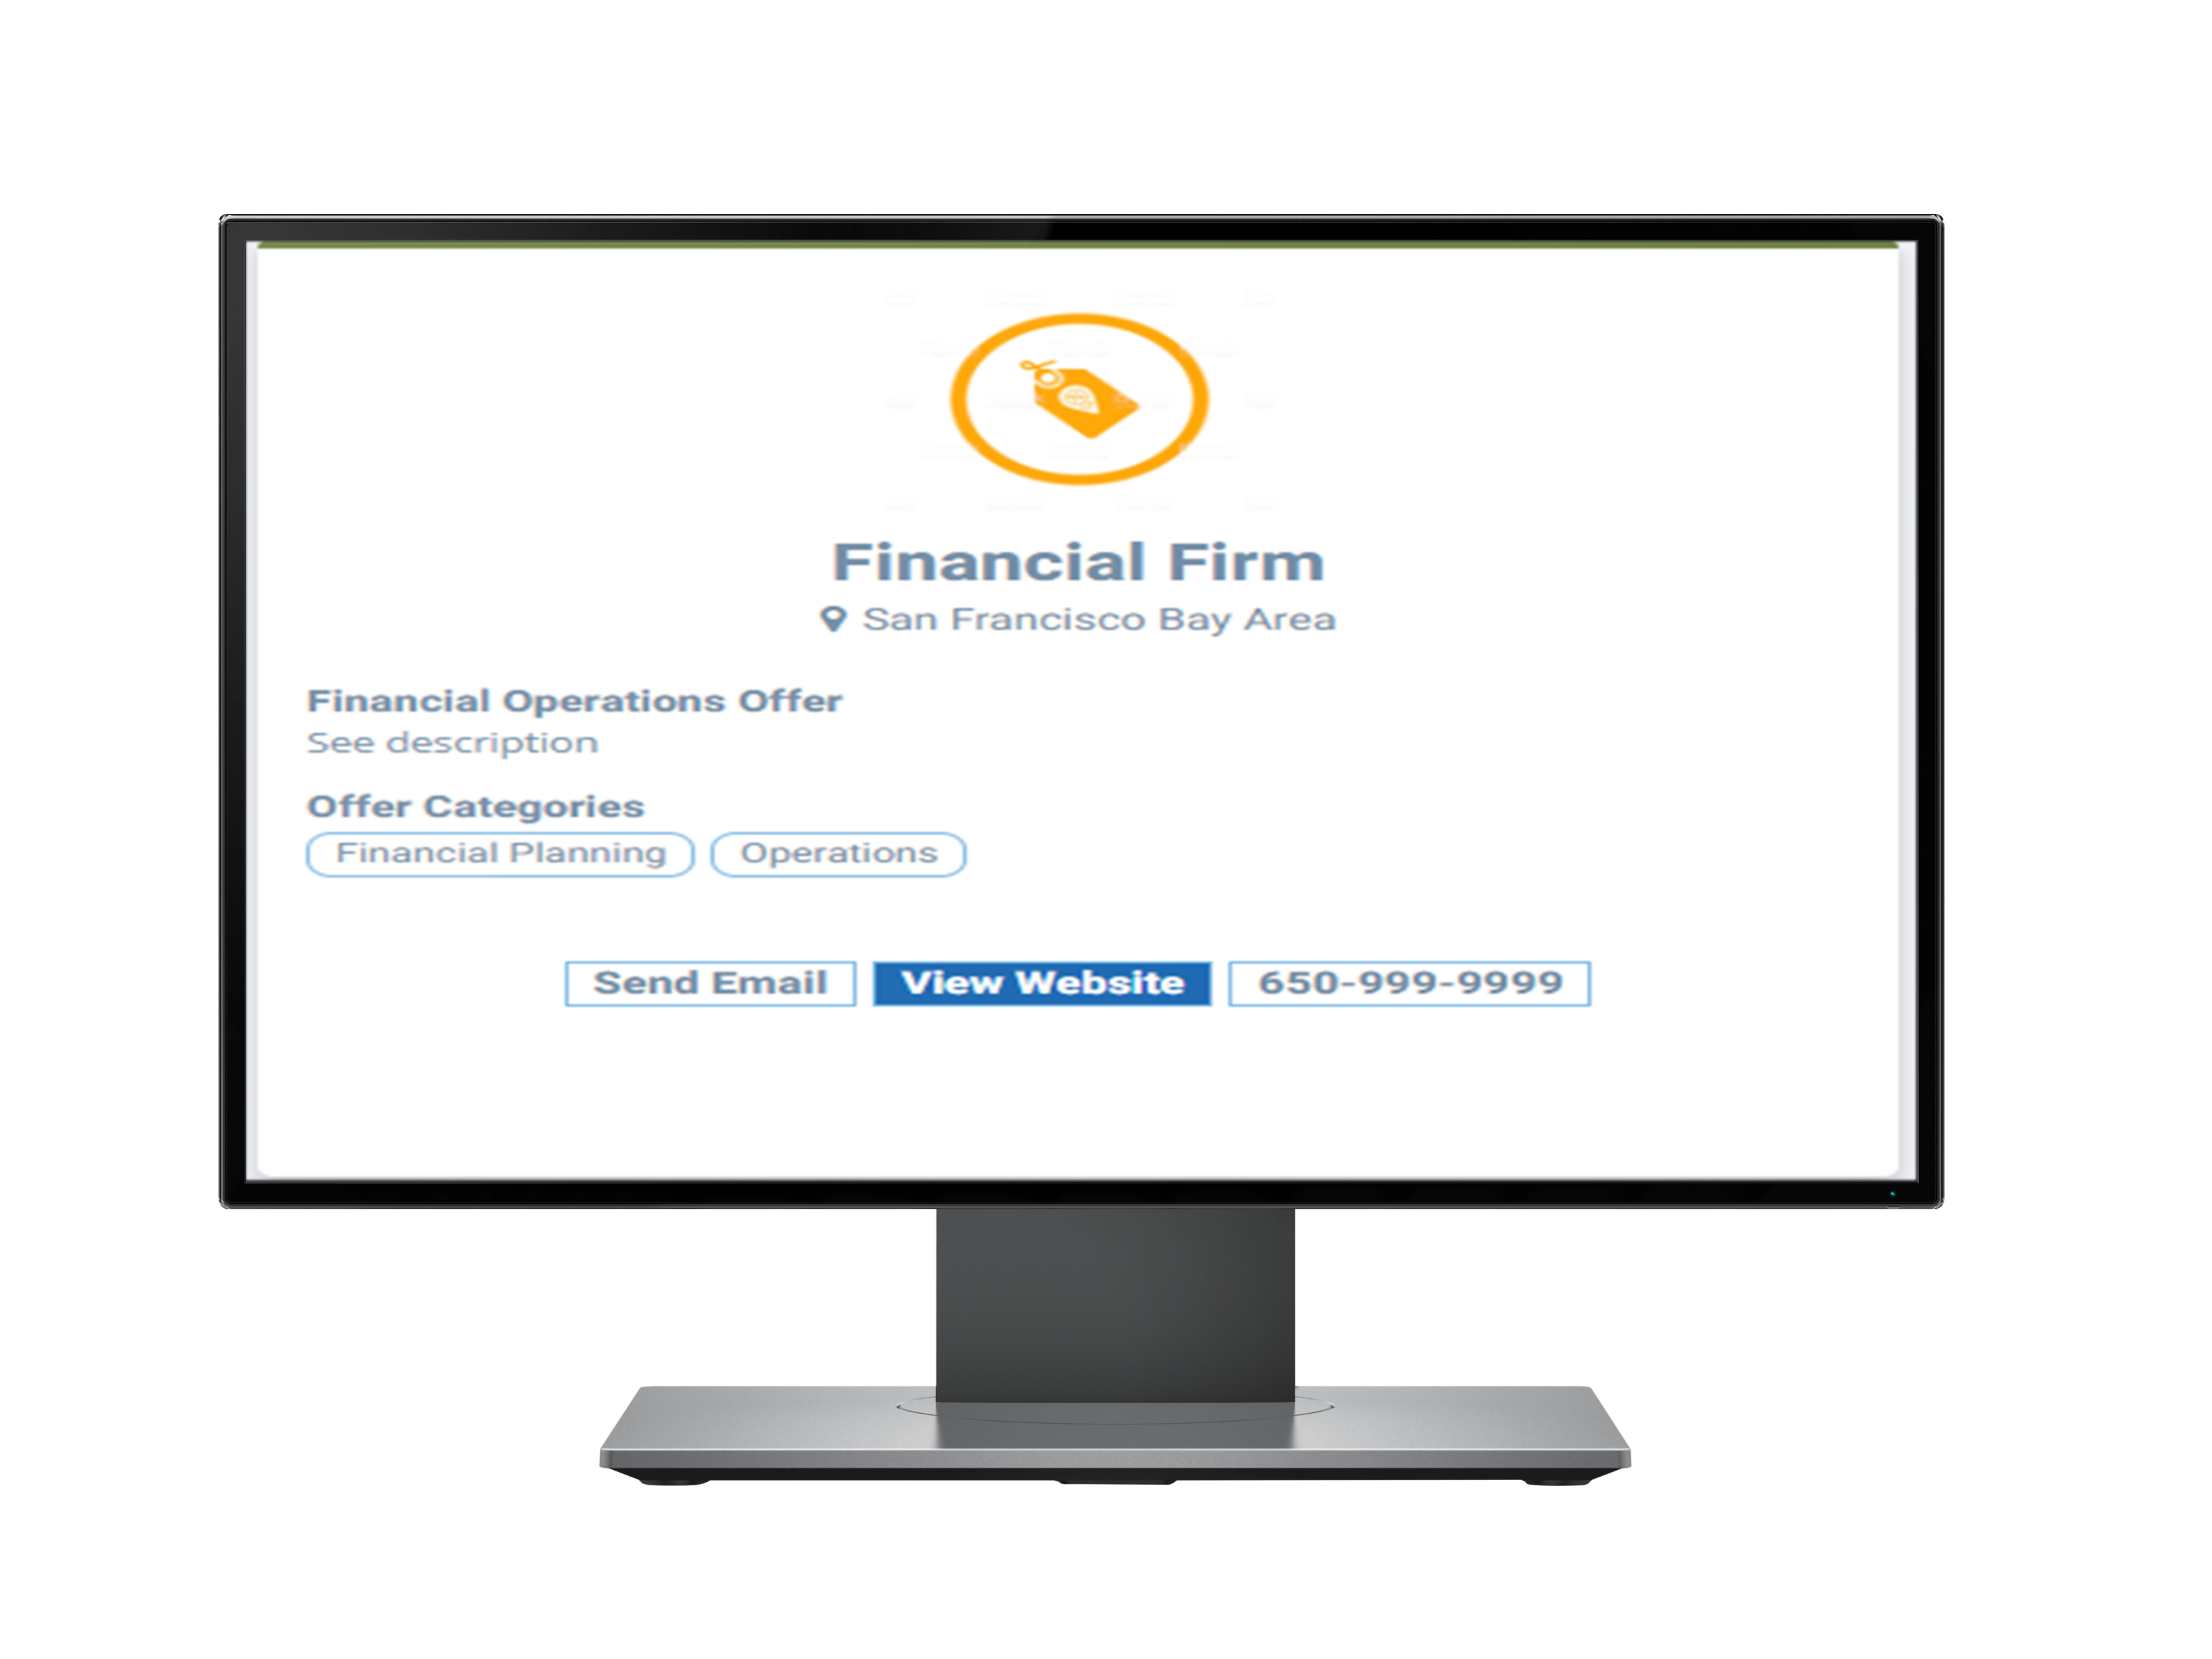 Financial Firm
San Francisco Bay Area
Financial Operations Offer
See description
Offer Categories
Financial Planning Operations
Send Email View Website 650-999-9999